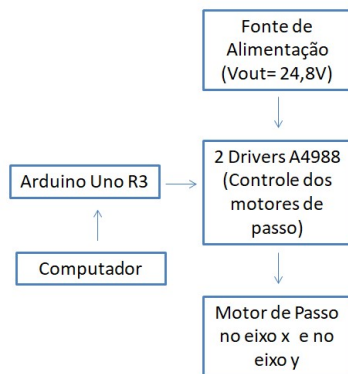 Fonte de
Alimentação
(Vout= 24,8V)
Arduino Uno R3
2 Drivers A4988
(Controle dos
motores de
passo)
Computador
Motor de Passo
no eixo x e no
eixo y